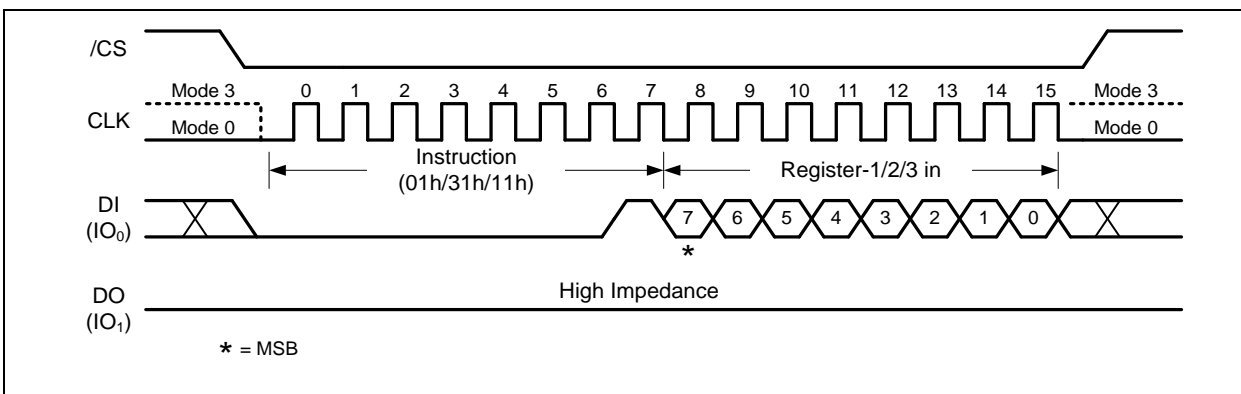 /CS
Mode 3 0 1 2 3 4 5 6 7 8 9 10 11 12 13 14 15 Mode 3
CLK
Mode 0 Mode 0
Instruction
(01h/31h/11h)
Register-1/2/3 in
DI
(IO₀)
7 6 5 4 3 2 1 0
*
High Impedance
DO
(IO₁)
* = MSB